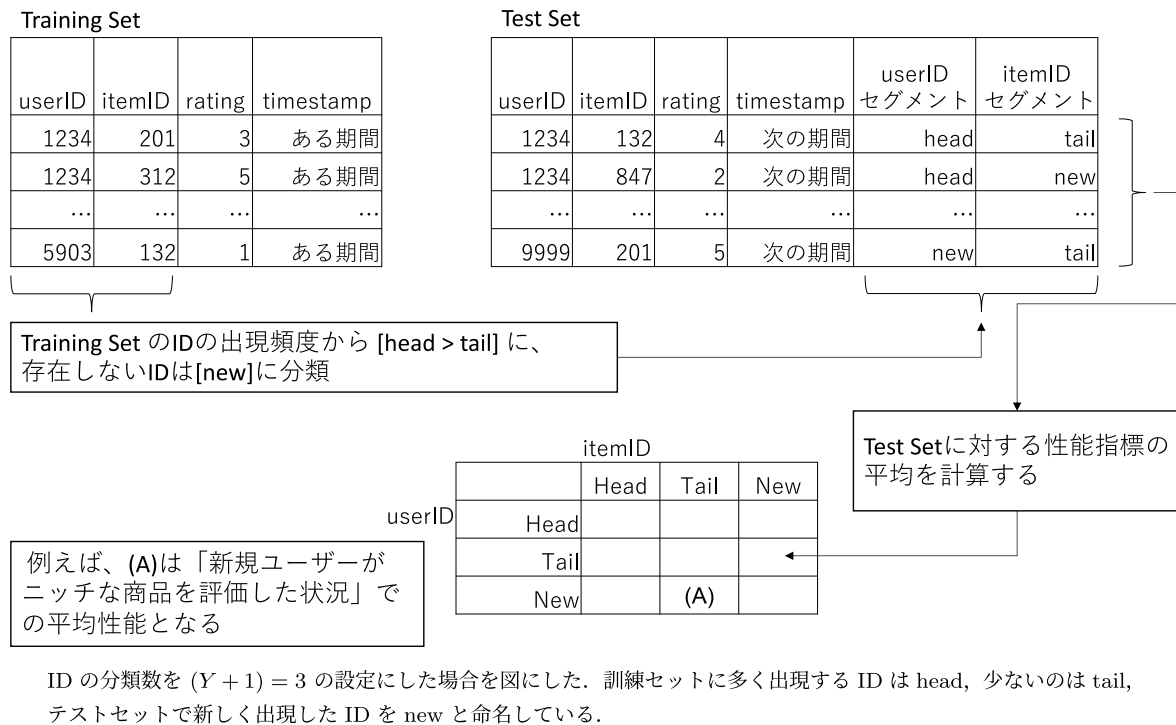 Training Set
userID itemID rating timestamp
1234 201 3 ある期間
1234 312 5 ある期間
… … … …
5903 132 1 ある期間
Test Set
userID itemID rating timestamp userID セグメント itemID セグメント
1234 132 4 次の期間 head tail
1234 847 2 次の期間 head new
… … … … … …
9999 201 5 次の期間 new tail
Training Set のIDの出現頻度から [head > tail] に、
存在しないIDは[new]に分類
Test Setに対する性能指標の
平均を計算する
itemID
Head Tail New
userID
Head
Tail
New (A)
例えば、(A)は「新規ユーザーが
ニッチな商品を評価した状況」で
の平均性能となる
ID の分類数を (Y + 1) = 3 の設定にした場合を図にした．訓練セットに多く出現する ID は head，少ないのは tail，
テストセットで新しく出現した ID を new と命名している．